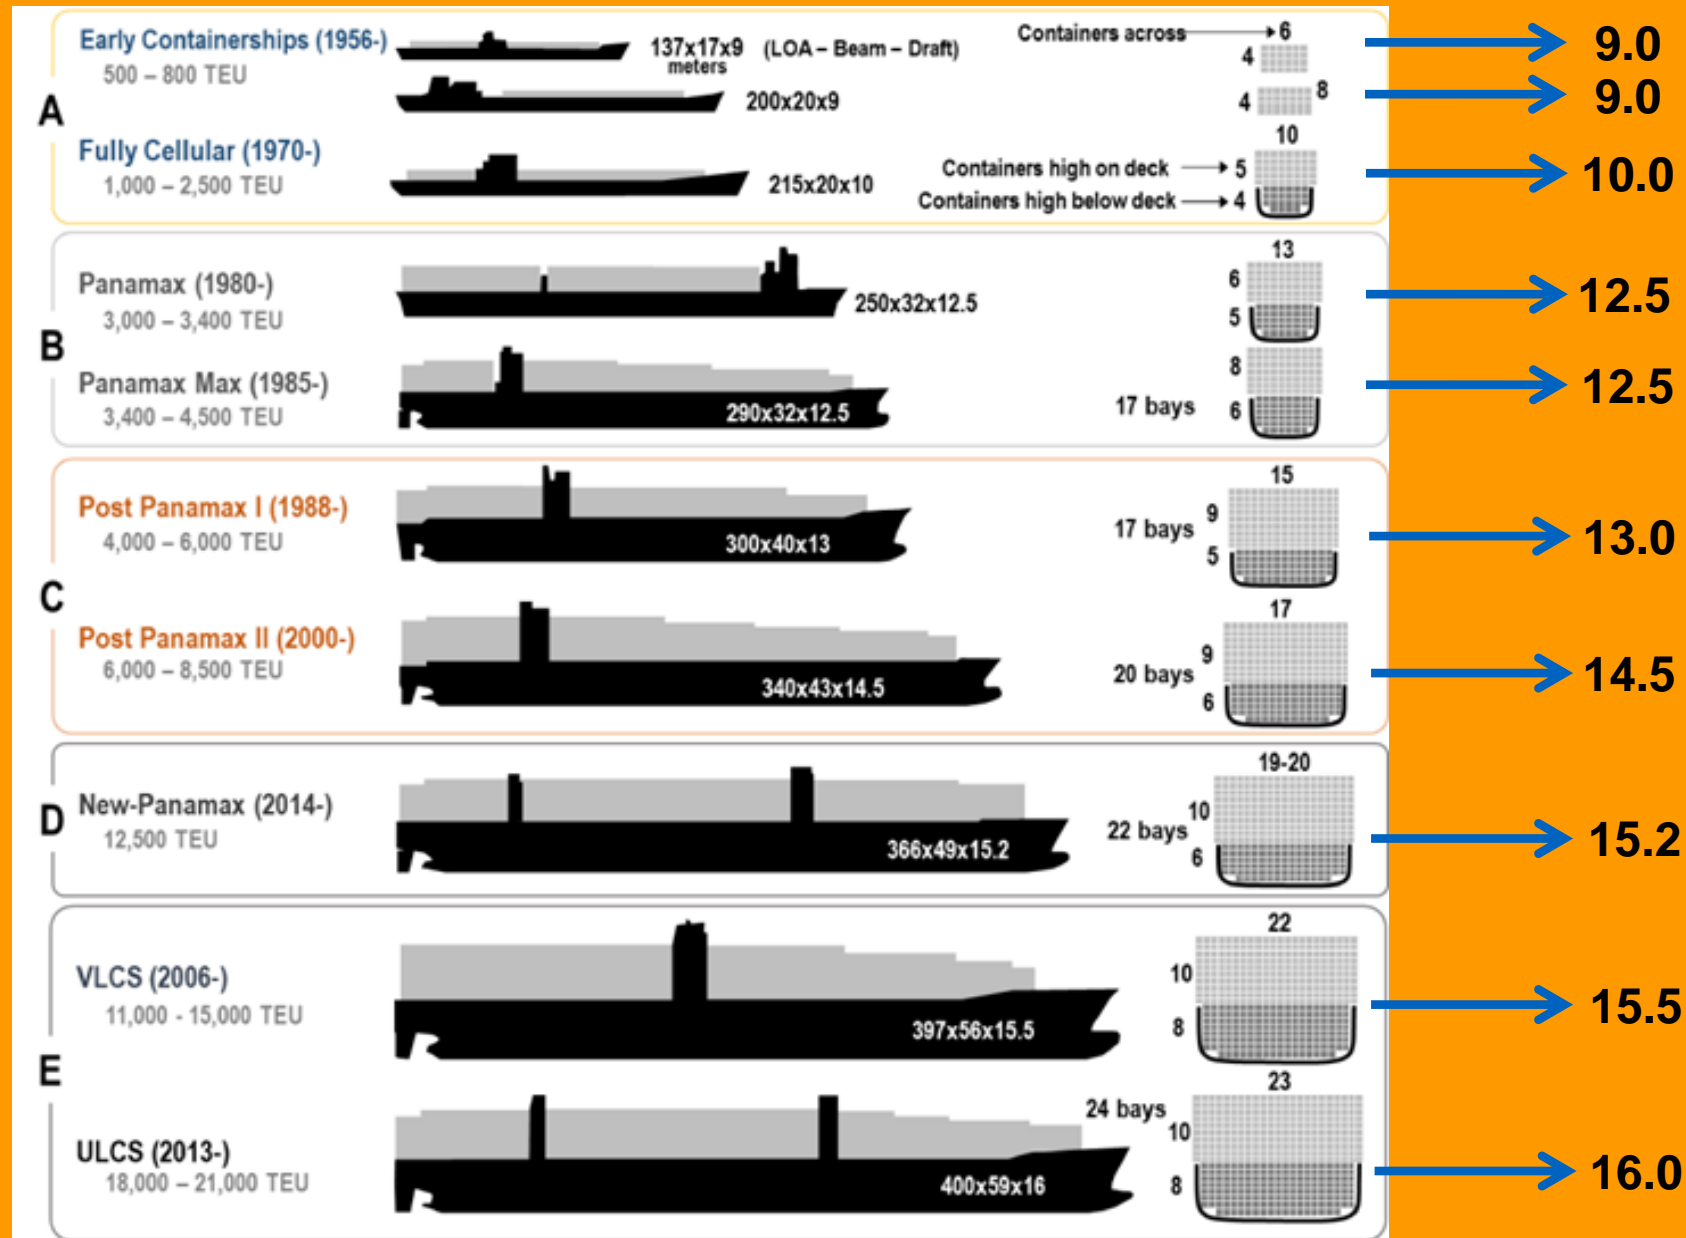 Early Containerships (1956-)
500 – 800 TEU
137x17x9
meters
(LOA – Beam – Draft)
Containers across
6
4
9.0
200x20x9
4
8
9.0
A
Fully Cellular (1970-)
1,000 – 2,500 TEU
215x20x10
10
Containers high on deck
5
Containers high below deck
4
10.0
Panamax (1980-)
3,000 – 3,400 TEU
250x32x12.5
13
6
5
12.5
B
Panamax Max (1985-)
3,400 – 4,500 TEU
290x32x12.5
17 bays
8
6
12.5
Post Panamax I (1988-)
4,000 – 6,000 TEU
300x40x13
17 bays
15
9
5
13.0
C
Post Panamax II (2000-)
6,000 – 8,500 TEU
340x43x14.5
20 bays
17
9
6
14.5
D
New-Panamax (2014-)
12,500 TEU
366x49x15.2
22 bays
19-20
10
6
15.2
VLCS (2006-)
11,000 - 15,000 TEU
397x56x15.5
22
10
8
15.5
E
ULCS (2013-)
18,000 – 21,000 TEU
400x59x16
24 bays
23
10
8
16.0